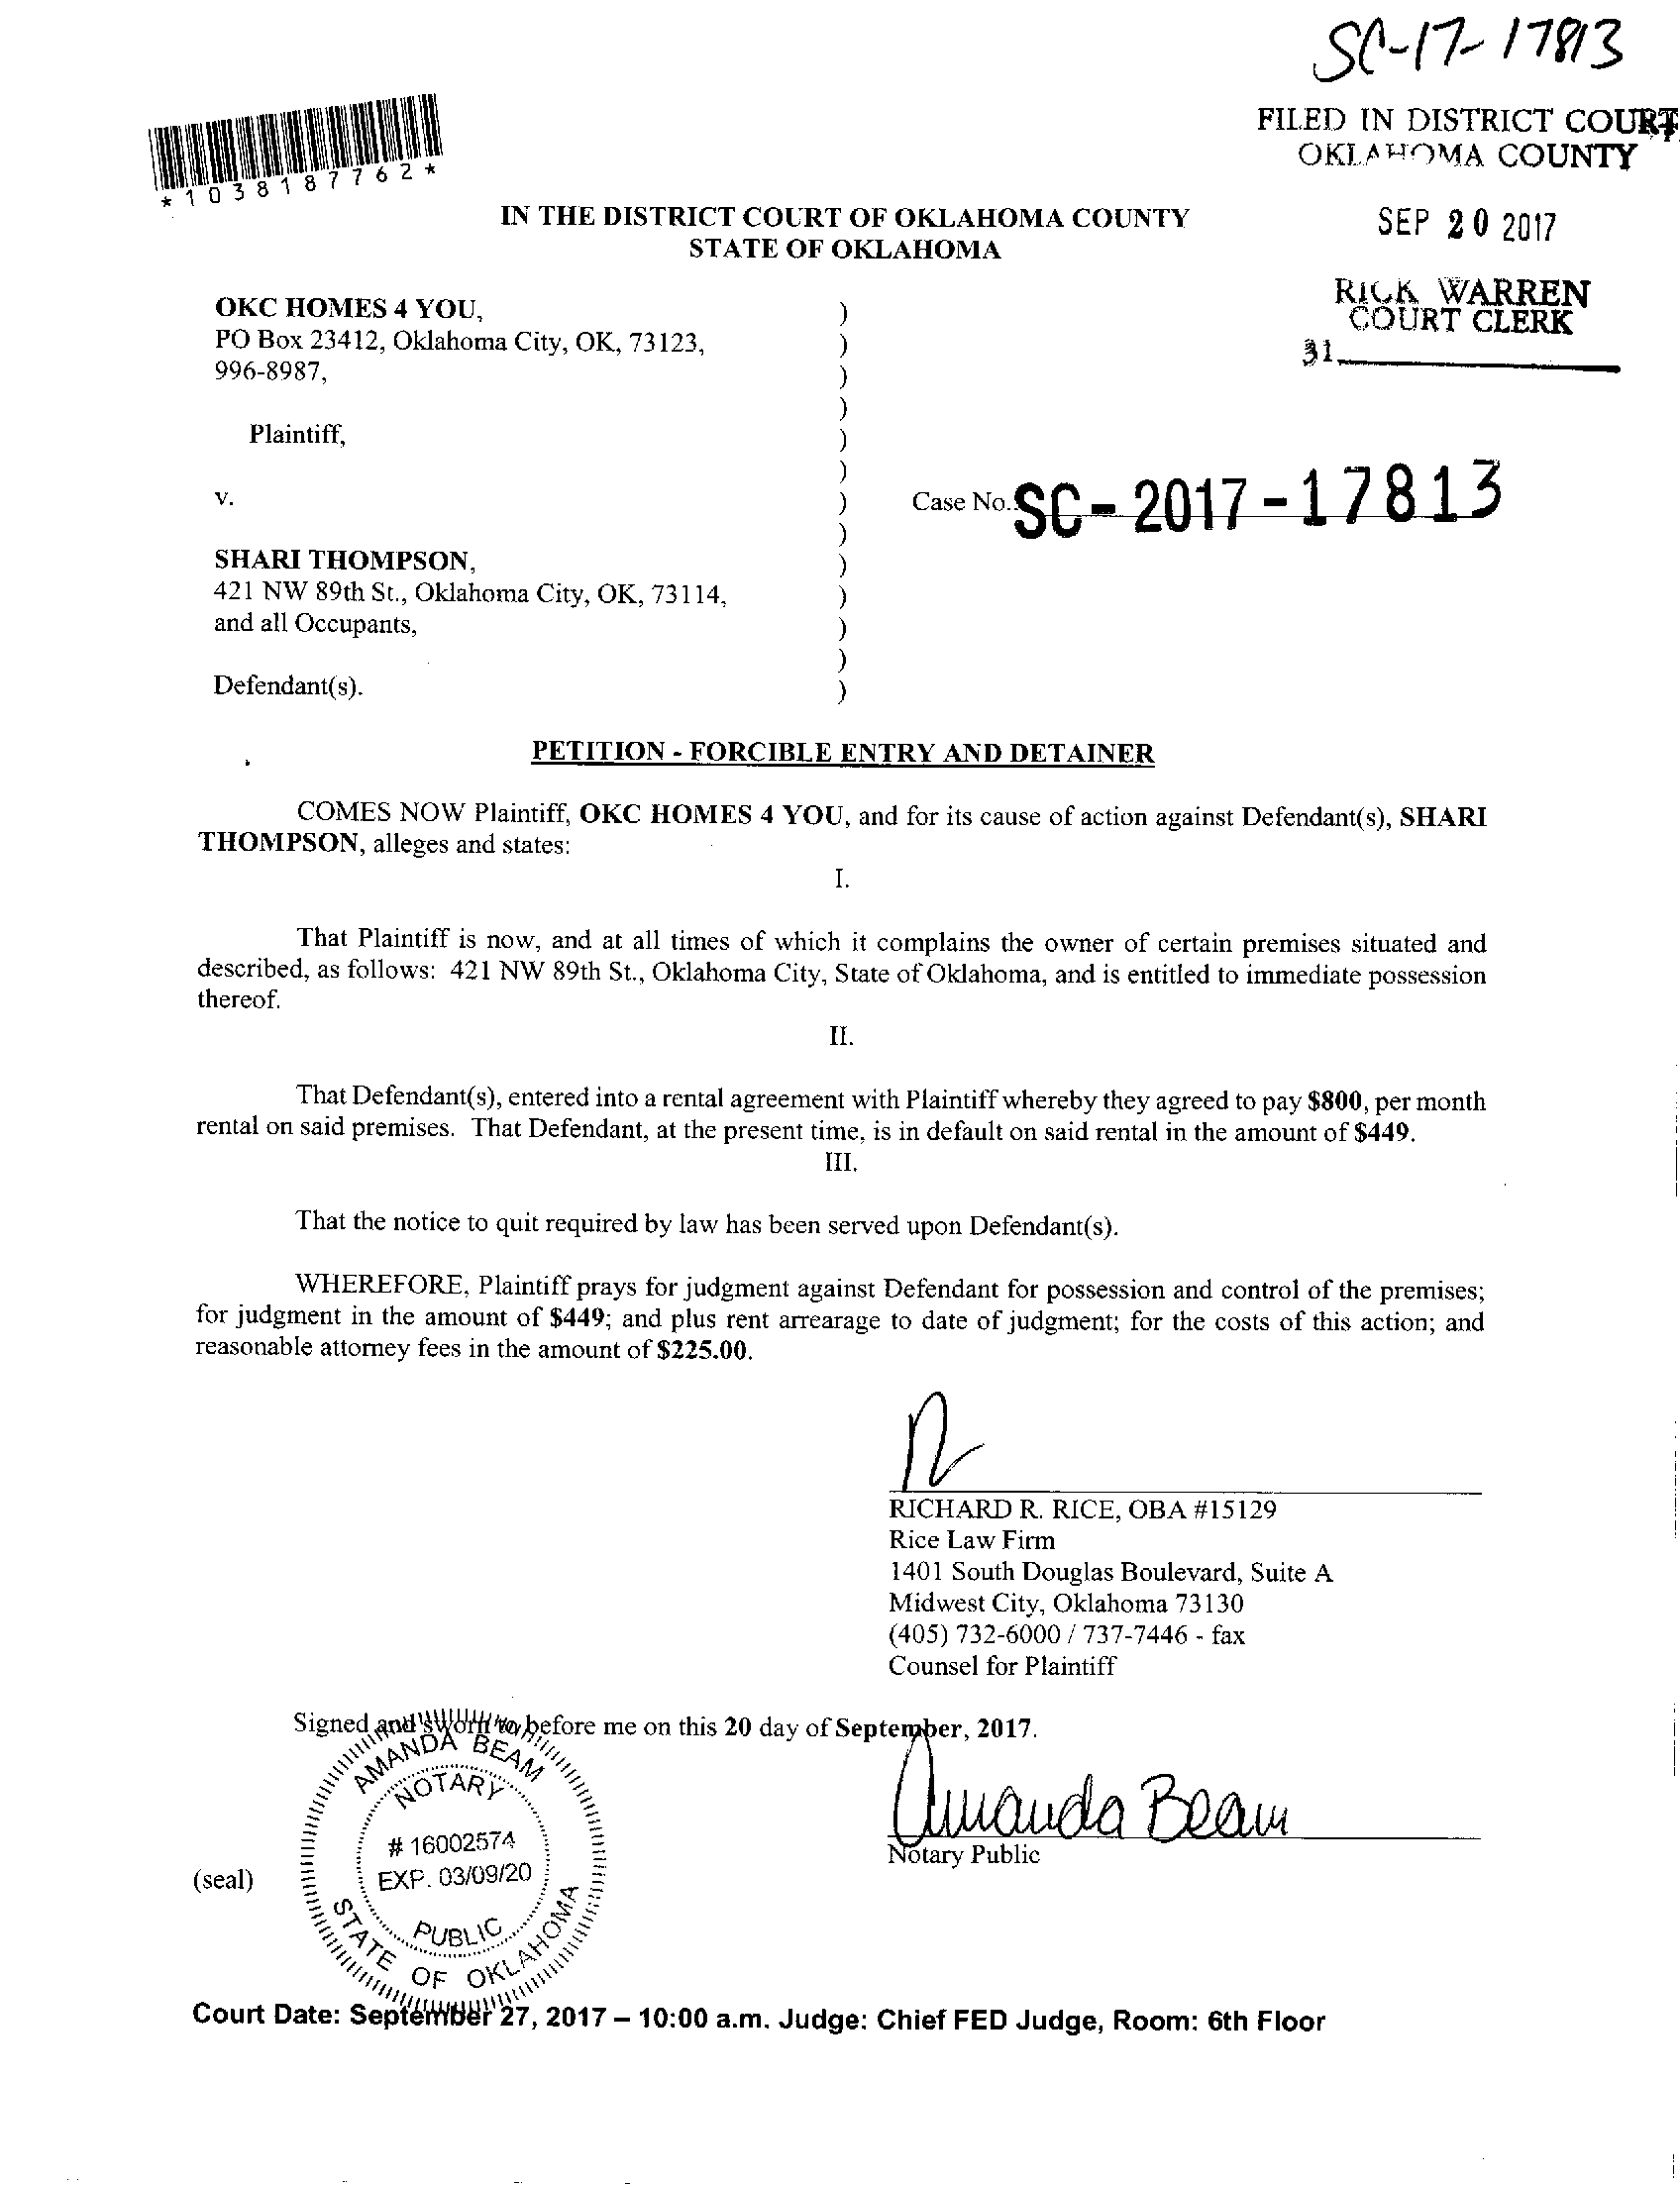 SC-17-17813
FILED IN DISTRICT COURT
OKLAHOMA COUNTY
*1038187762*
IN THE DISTRICT COURT OF OKLAHOMA COUNTY
STATE OF OKLAHOMA
SEP 20 2017
RICK WARREN
COURT CLERK
31
OKC HOMES 4 YOU, )
PO Box 23412, Oklahoma City, OK, 73123, )
996-8987, )
)
Plaintiff, )
)
v. ) Case No. SC-2017-17813
)
SHARI THOMPSON, )
421 NW 89th St., Oklahoma City, OK, 73114, )
and all Occupants, )
)
Defendant(s). )
PETITION - FORCIBLE ENTRY AND DETAINER
COMES NOW Plaintiff, OKC HOMES 4 YOU, and for its cause of action against Defendant(s), SHARI
THOMPSON, alleges and states:
I.
That Plaintiff is now, and at all times of which it complains the owner of certain premises situated and
described, as follows: 421 NW 89th St., Oklahoma City, State of Oklahoma, and is entitled to immediate possession
thereof.
II.
That Defendant(s), entered into a rental agreement with Plaintiff whereby they agreed to pay $800, per month
rental on said premises. That Defendant, at the present time, is in default on said rental in the amount of $449.
III.
That the notice to quit required by law has been served upon Defendant(s).
WHEREFORE, Plaintiff prays for judgment against Defendant for possession and control of the premises;
for judgment in the amount of $449; and plus rent arrearage to date of judgment; for the costs of this action; and
reasonable attorney fees in the amount of $225.00.
RICHARD R. RICE, OBA #15129
Rice Law Firm
1401 South Douglas Boulevard, Suite A
Midwest City, Oklahoma 73130
(405) 732-6000 / 737-7446 - fax
Counsel for Plaintiff
Signed and sworn to before me on this 20 day of September, 2017.
AMANDA BEAM
NOTARY
# 16002574
EXP. 03/09/20
PUBLIC
STATE OF OKLAHOMA
Amanda Beam
Notary Public
(seal)
Court Date: September 27, 2017 – 10:00 a.m. Judge: Chief FED Judge, Room: 6th Floor